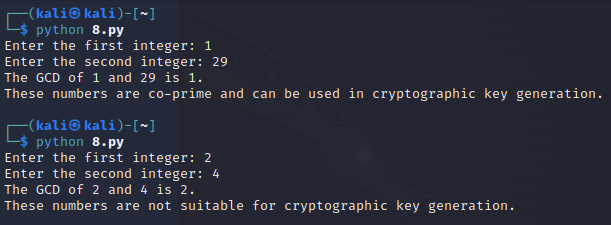 ┌──(kali㉿kali)-[~]
└─$ python 8.py
Enter the first integer: 1
Enter the second integer: 29
The GCD of 1 and 29 is 1.
These numbers are co-prime and can be used in cryptographic key generation.
┌──(kali㉿kali)-[~]
└─$ python 8.py
Enter the first integer: 2
Enter the second integer: 4
The GCD of 2 and 4 is 2.
These numbers are not suitable for cryptographic key generation.